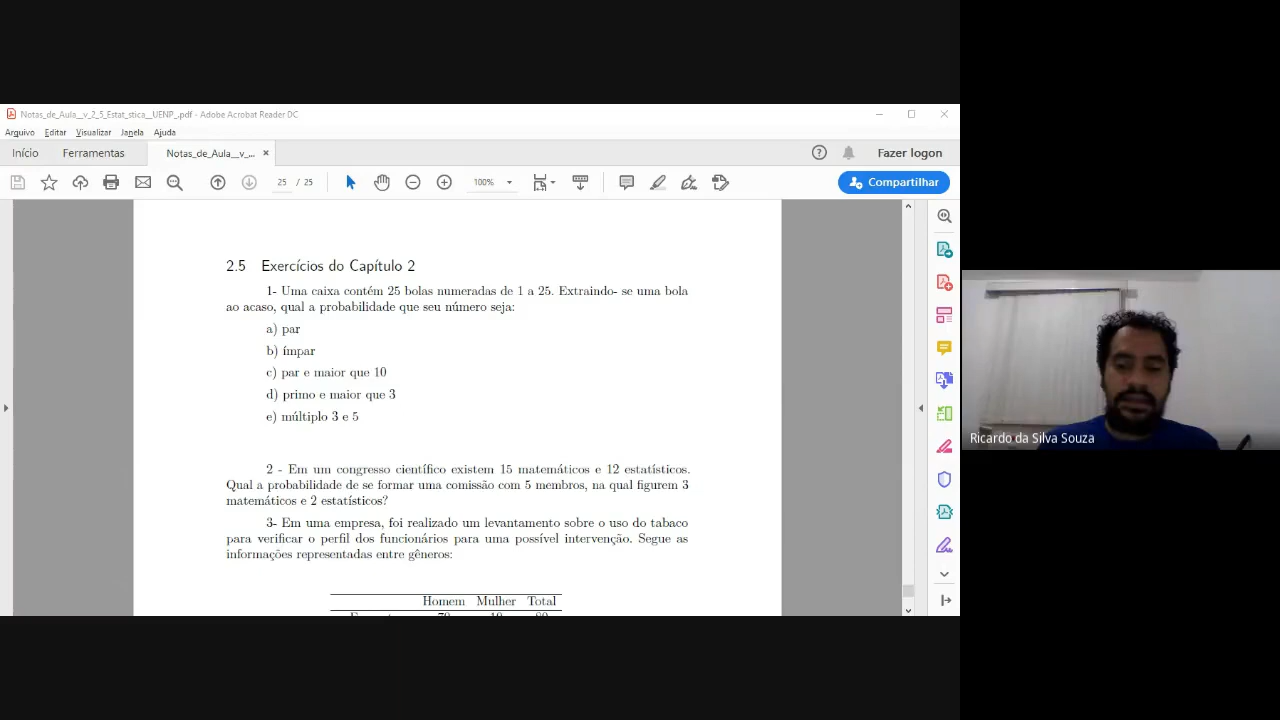 Notas_de_Aula__v_2_5_Estat_stica__UENP_.pdf - Adobe Acrobat Reader DC
Arquivo Editar Visualizar Janela Ajuda
Início Ferramentas Notas_de_Aula__v_... × Fazer logon
25 / 25 100% Compartilhar
2.5 Exercícios do Capítulo 2
1- Uma caixa contém 25 bolas numeradas de 1 a 25. Extraindo- se uma bola
ao acaso, qual a probabilidade que seu número seja:
a) par
b) ímpar
c) par e maior que 10
d) primo e maior que 3
e) múltiplo 3 e 5
2 - Em um congresso científico existem 15 matemáticos e 12 estatísticos.
Qual a probabilidade de se formar uma comissão com 5 membros, na qual figurem 3
matemáticos e 2 estatísticos?
3- Em uma empresa, foi realizado um levantamento sobre o uso do tabaco
para verificar o perfil dos funcionários para uma possível intervenção. Segue as
informações representadas entre gêneros:
Homem Mulher Total
Ricardo da Silva Souza